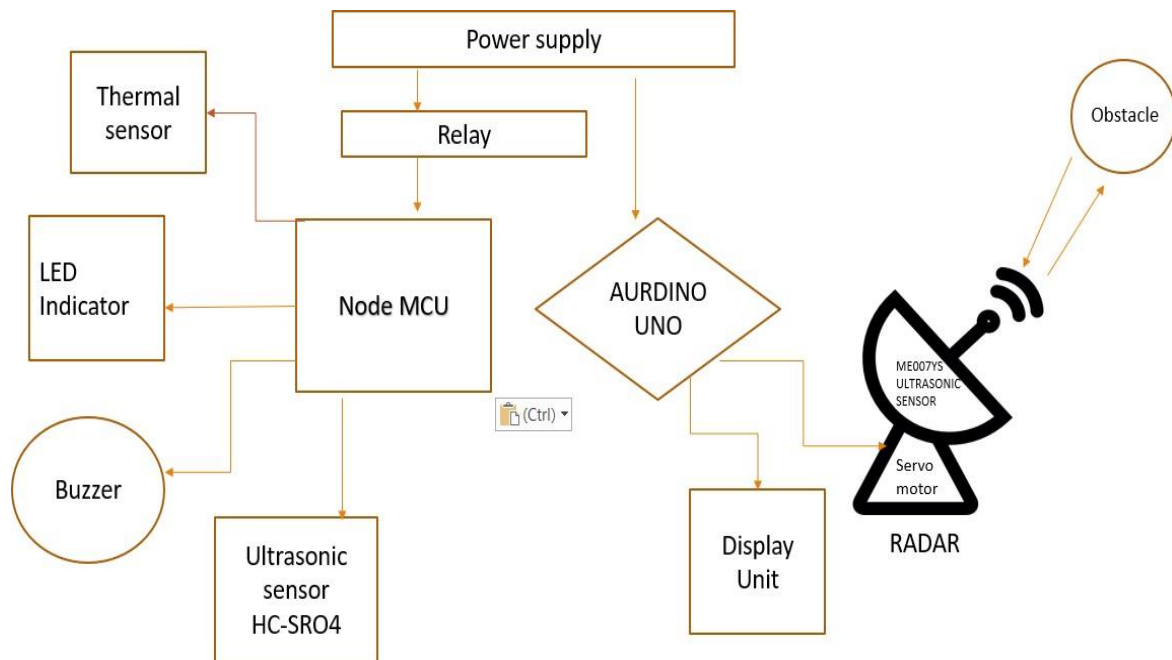 Power supply
Thermal
sensor
Relay
Obstacle
LED
Indicator
Node MCU
AURDINO
UNO
ME007YS
ULTRASONIC
SENSOR
(Ctrl)
Buzzer
Servo
motor
RADAR
Ultrasonic
sensor
HC-SRO4
Display
Unit